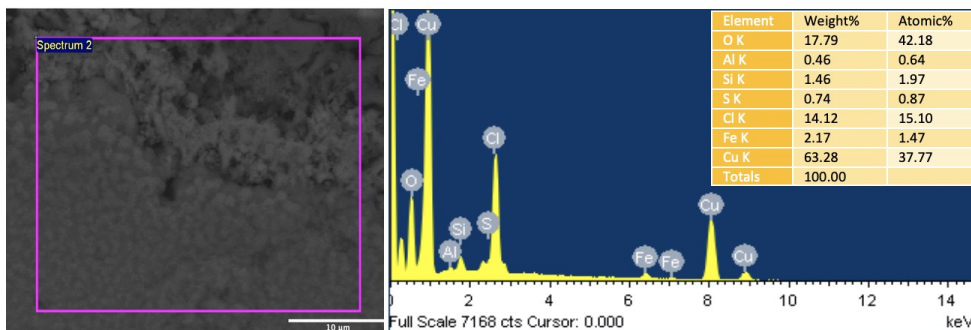 Spectrum 2
10 µm
Cl
Cu
Fe
O
Al
Si
S
Cl
Fe
Fe
Cu
Cu
0 2 4 6 8 10 12 14
Full Scale 7168 cts Cursor: 0.000 keV
Element Weight% Atomic%
O K 17.79 42.18
Al K 0.46 0.64
Si K 1.46 1.97
S K 0.74 0.87
Cl K 14.12 15.10
Fe K 2.17 1.47
Cu K 63.28 37.77
Totals 100.00